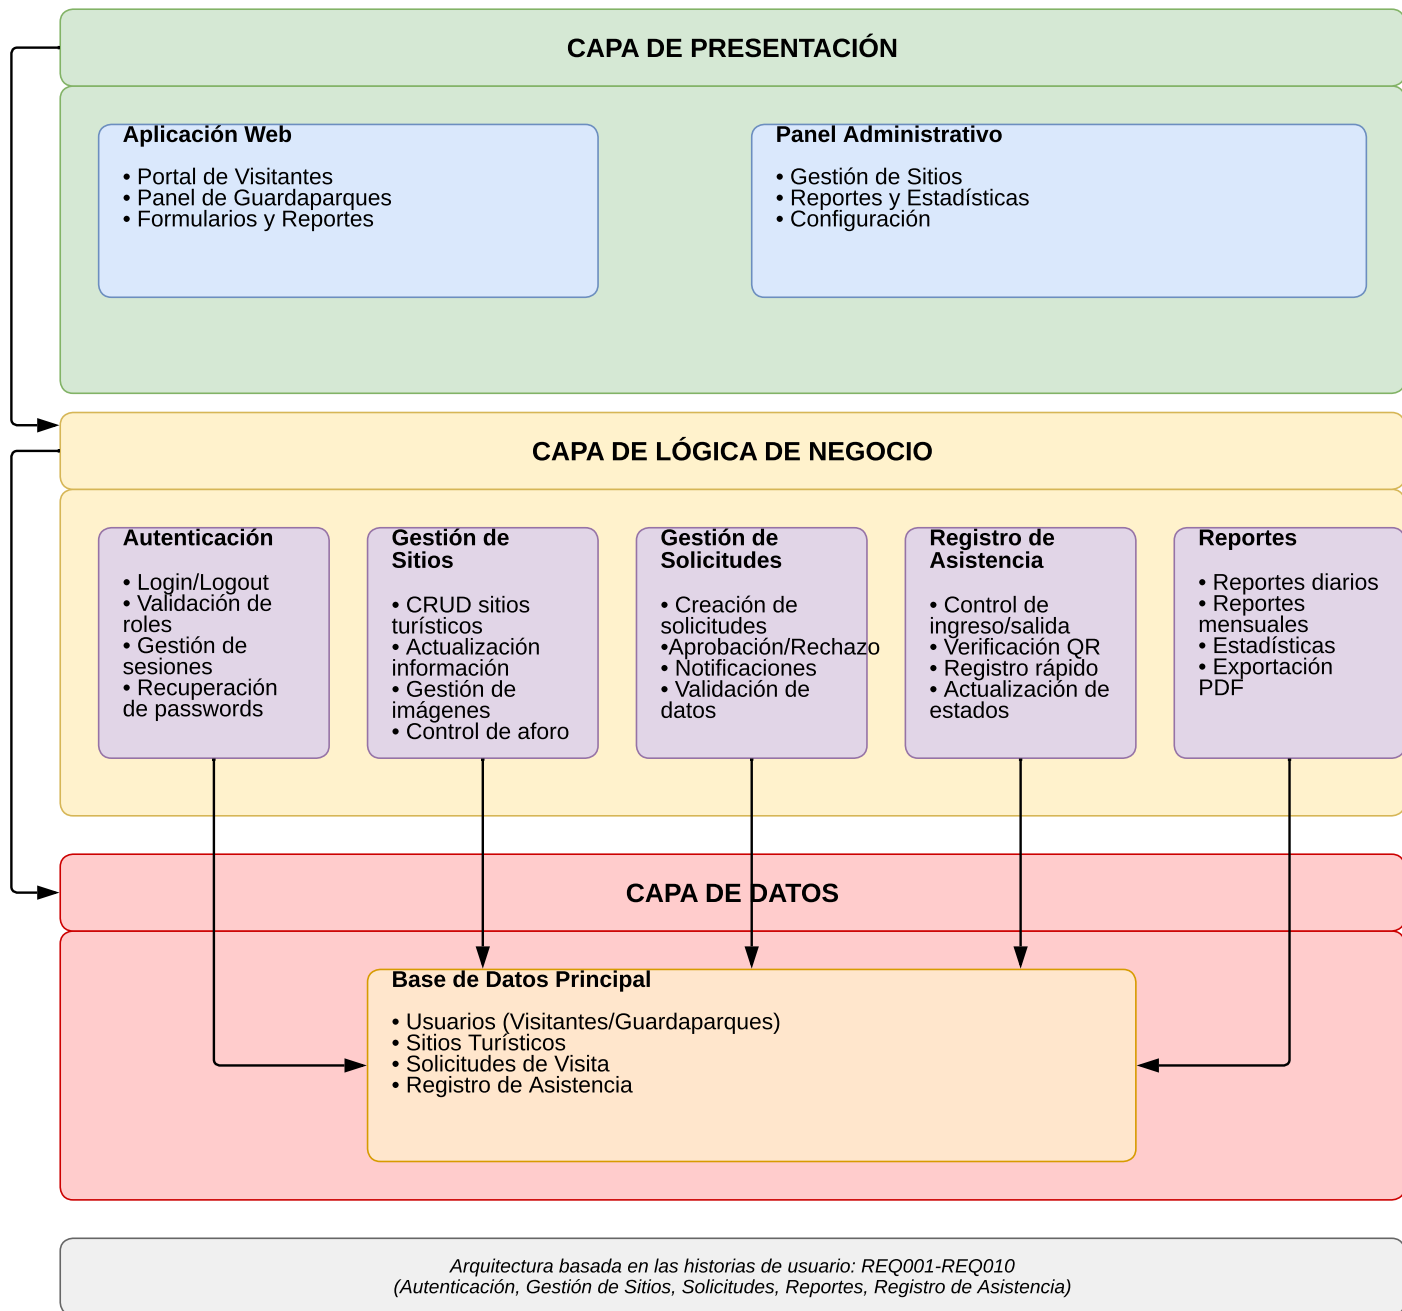 CAPA DE PRESENTACIÓN
Aplicación Web
• Portal de Visitantes
• Panel de Guardaparques
• Formularios y Reportes
Panel Administrativo
• Gestión de Sitios
• Reportes y Estadísticas
• Configuración
CAPA DE LÓGICA DE NEGOCIO
Autenticación
• Login/Logout
• Validación de
roles
• Gestión de
sesiones
• Recuperación
de passwords
Gestión de
Sitios
• CRUD sitios
turísticos
• Actualización
información
• Gestión de
imágenes
• Control de aforo
Gestión de
Solicitudes
• Creación de
solicitudes
•Aprobación/Rechazo
• Notificaciones
• Validación de
datos
Registro de
Asistencia
• Control de
ingreso/salida
• Verificación QR
• Registro rápido
• Actualización de
estados
Reportes
• Reportes diarios
• Reportes
mensuales
• Estadísticas
• Exportación
PDF
CAPA DE DATOS
Base de Datos Principal
• Usuarios (Visitantes/Guardaparques)
• Sitios Turísticos
• Solicitudes de Visita
• Registro de Asistencia
Arquitectura basada en las historias de usuario: REQ001-REQ010
(Autenticación, Gestión de Sitios, Solicitudes, Reportes, Registro de Asistencia)